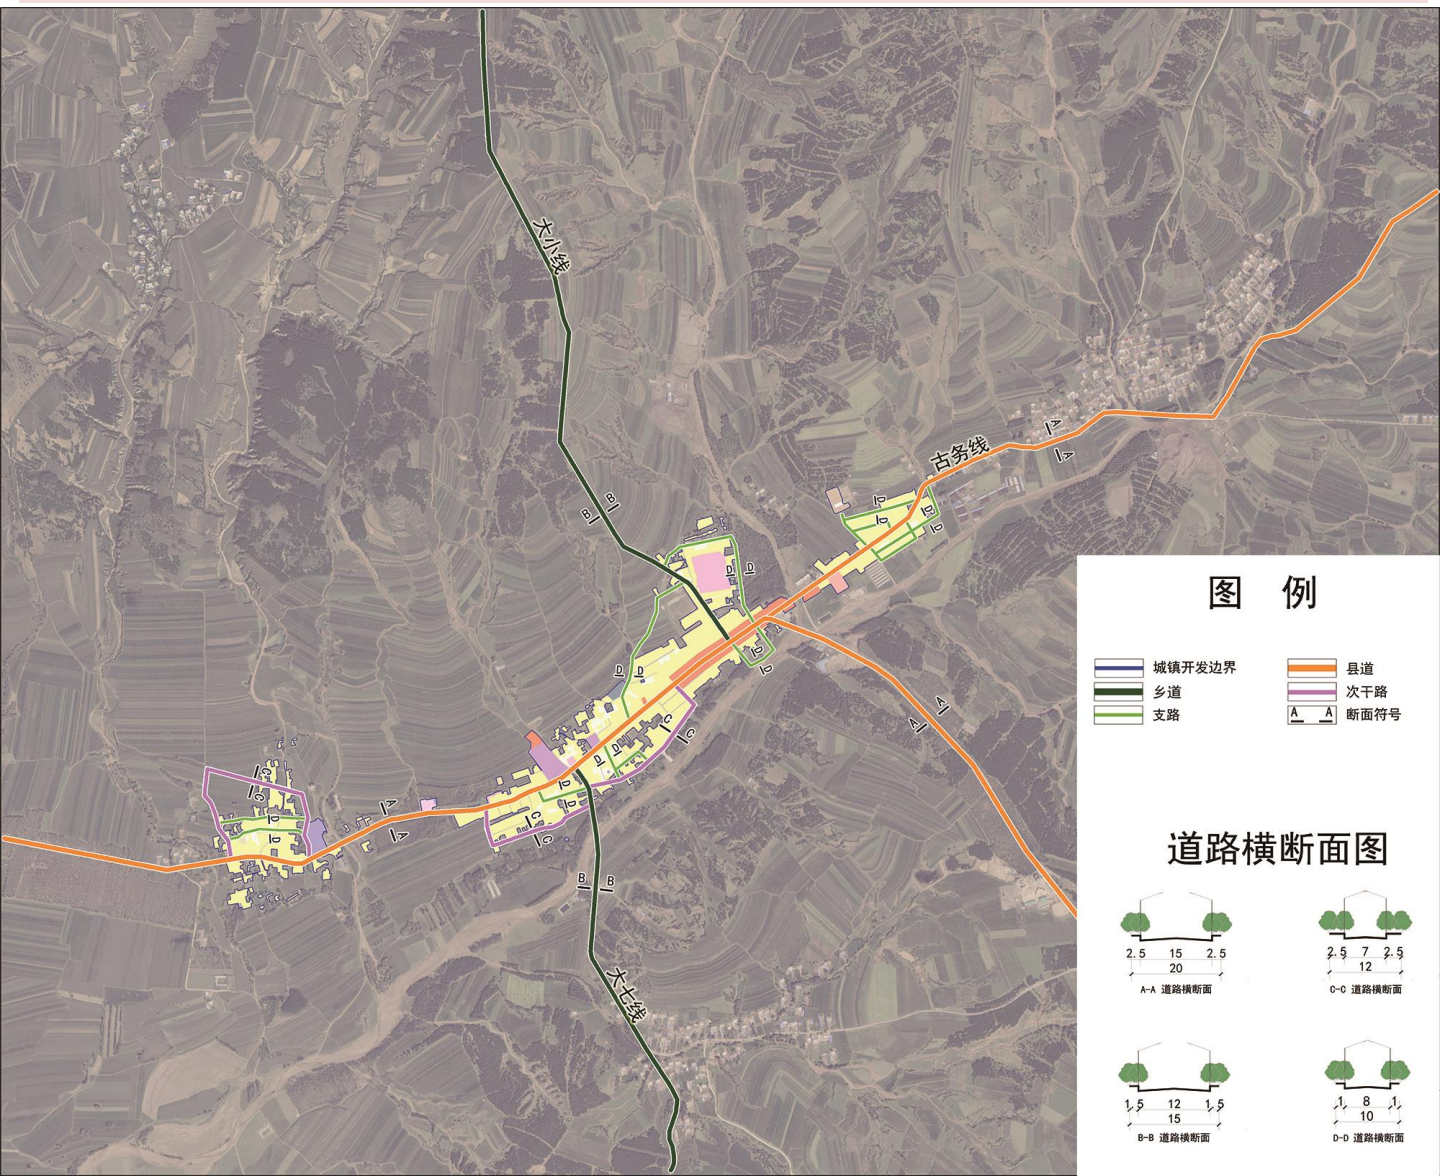 大小线
B
B
古务线
A
A
D
D
D
D
D
D
D
D
D
D
A
A
C
C
D
D
D
D
C
C
C
C
D
D
A
A
B
B
大七线
图 例
城镇开发边界
县道
乡道
次干路
支路
A A 断面符号
道路横断面图
2.5 15 2.5
20
A-A 道路横断面
2.5 7 2.5
12
C-C 道路横断面
1.5 12 1.5
15
B-B 道路横断面
1 8 1
10
D-D 道路横断面